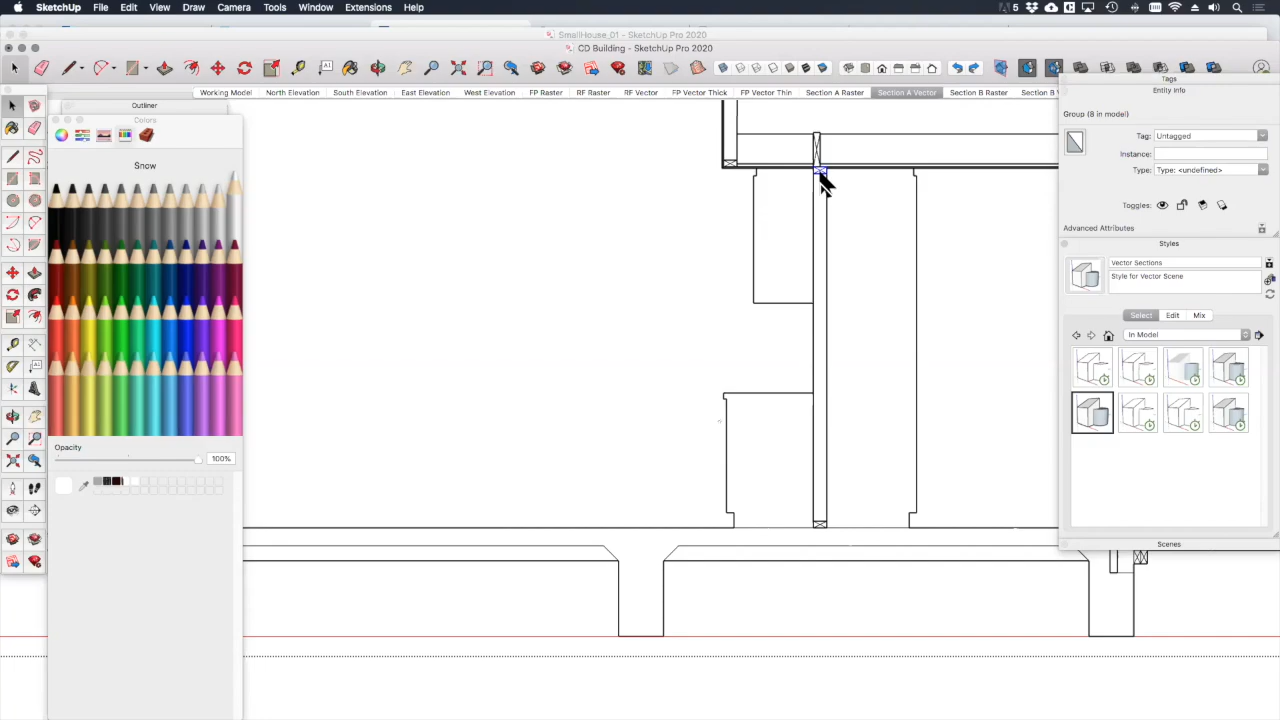 SketchUp File Edit View Draw Camera Tools Window Extensions Help
5
SmallHouse_01 - SketchUp Pro 2020
CD Building - SketchUp Pro 2020
Working Model North Elevation South Elevation East Elevation West Elevation FP Raster RF Raster RF Vector FP Vector Thick FP Vector Thin Section A Raster Section A Vector Section B Raster Section B V
Outliner
Colors
Snow
Opacity
100%
Tags
Entity Info
Group (8 in model)
Tag: Untagged
Instance:
Type: Type: <undefined>
Toggles:
Advanced Attributes
Styles
Vector Sections
Style for Vector Scene
Select Edit Mix
In Model
Scenes